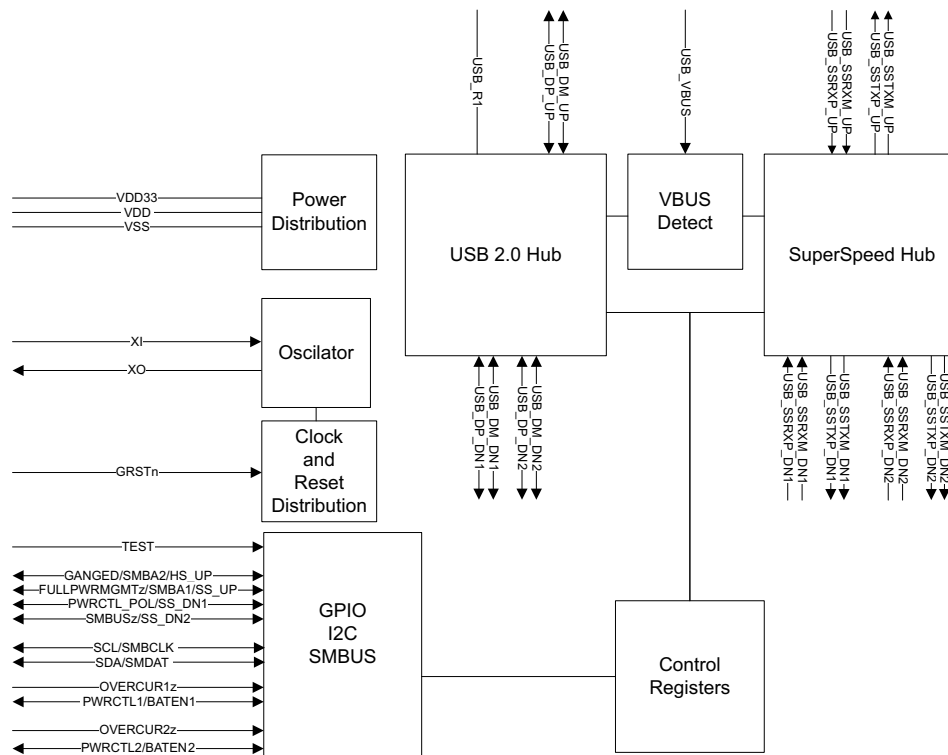 USB_R1
USB_DP_UP
USB_DM_UP
USB_VBUS
USB_SSRXP_UP
USB_SSRXM_UP
USB_SSTXP_UP
USB_SSTXM_UP
VDD33
VDD
VSS
Power
Distribution
USB 2.0 Hub
VBUS
Detect
SuperSpeed Hub
XI
XO
Oscilator
GRSTn
Clock
and
Reset
Distribution
USB_DP_DN1
USB_DM_DN1
USB_DP_DN2
USB_DM_DN2
USB_SSRXP_DN1
USB_SSRXM_DN1
USB_SSTXP_DN1
USB_SSTXM_DN1
USB_SSRXP_DN2
USB_SSRXM_DN2
USB_SSTXP_DN2
USB_SSTXM_DN2
TEST
GANGED/SMBA2/HS_UP
FULLPWRMGMTz/SMBA1/SS_UP
PWRCTL_POL/SS_DN1
SMBUSz/SS_DN2
SCL/SMBCLK
SDA/SMDAT
OVERCUR1z
PWRCTL1/BATEN1
OVERCUR2z
PWRCTL2/BATEN2
GPIO
I2C
SMBUS
Control
Registers